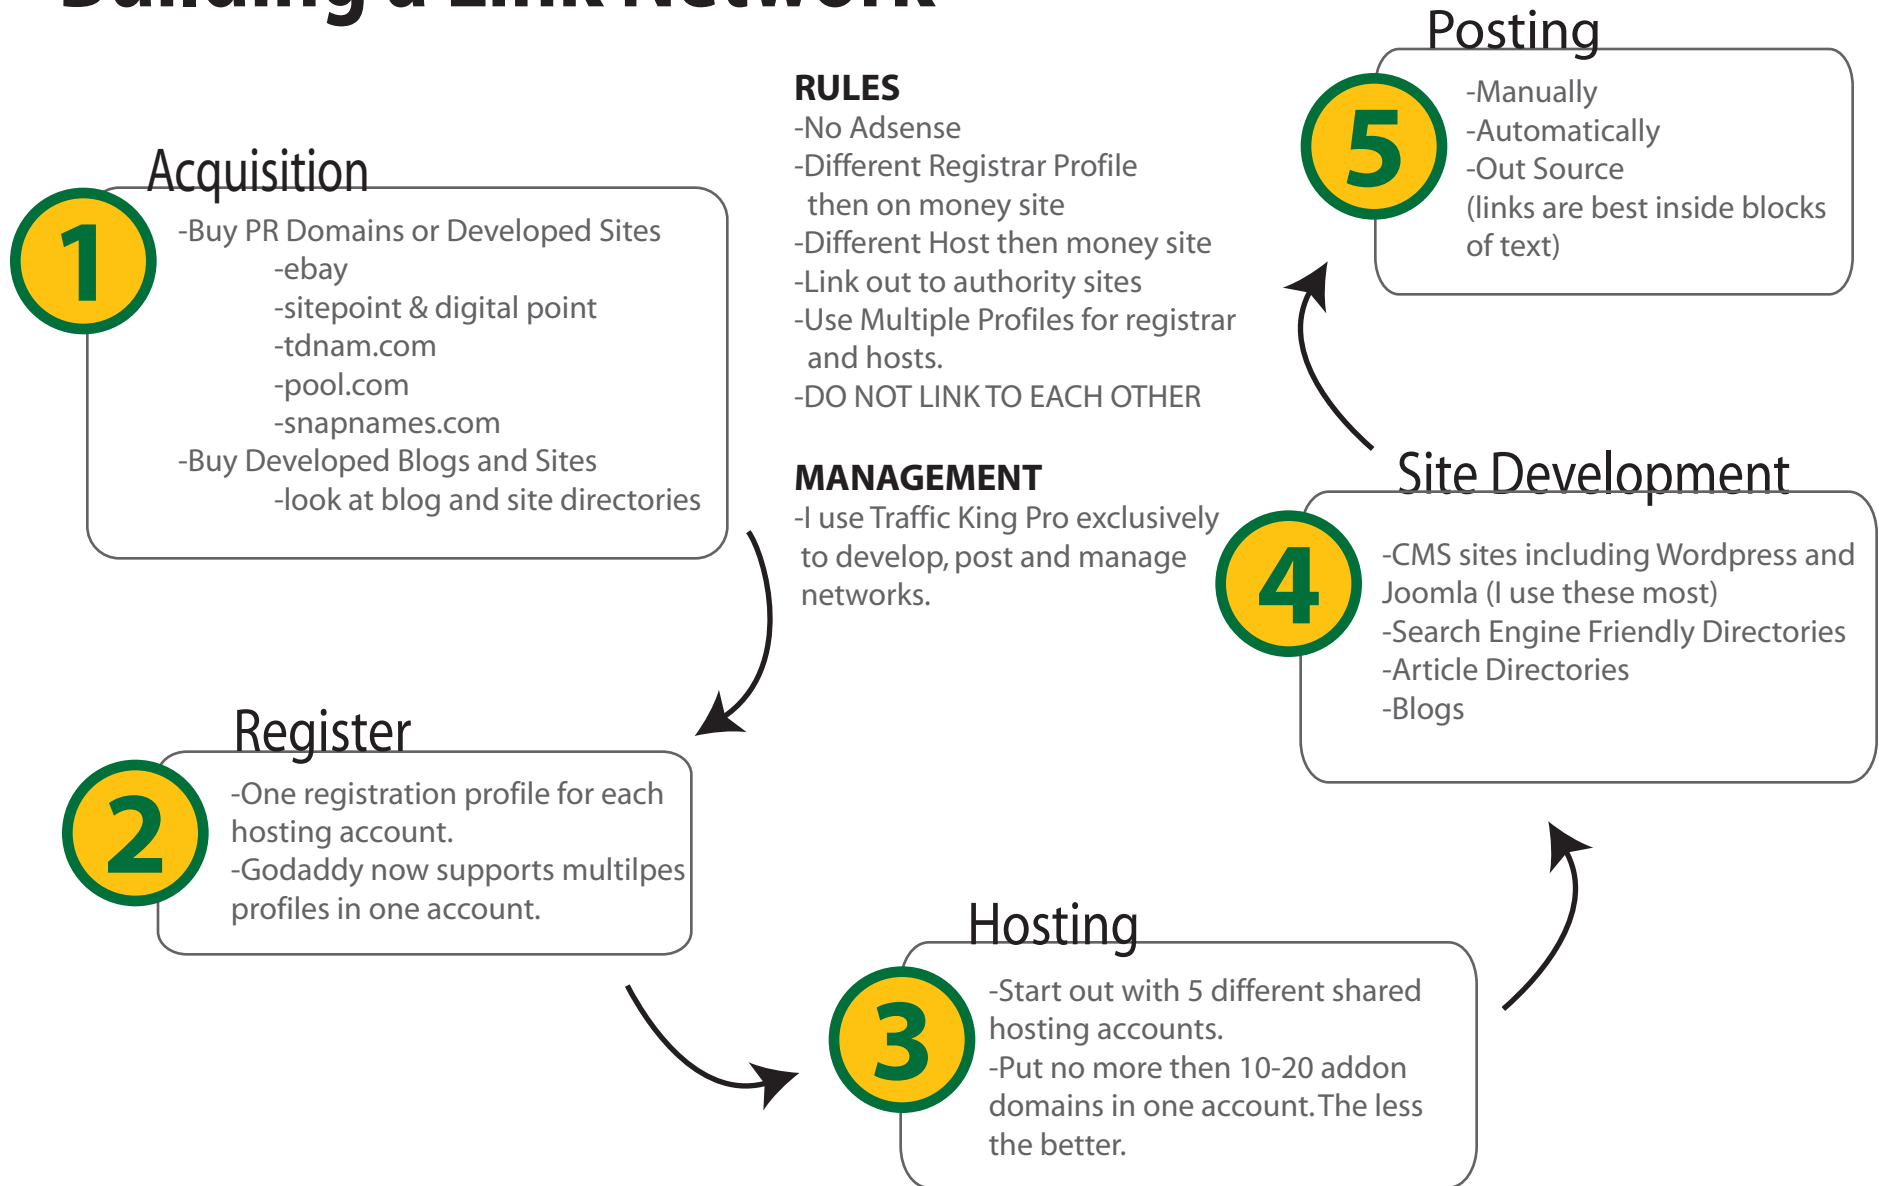 Building a Link Network
Acquisition
1
-Buy PR Domains or Developed Sites
-ebay
-sitepoint & digital point
-tdnam.com
-pool.com
-snapnames.com
-Buy Developed Blogs and Sites
-look at blog and site directories
Register
2
-One registration profile for each
hosting account.
-Godaddy now supports multilpes
profiles in one account.
RULES
-No Adsense
-Different Registrar Profile
then on money site
-Different Host then money site
-Link out to authority sites
-Use Multiple Profiles for registrar
and hosts.
-DO NOT LINK TO EACH OTHER
MANAGEMENT
-I use Traffic King Pro exclusively
to develop, post and manage
networks.
Hosting
3
-Start out with 5 different shared
hosting accounts.
-Put no more then 10-20 addon
domains in one account. The less
the better.
Site Development
4
-CMS sites including Wordpress and
Joomla (I use these most)
-Search Engine Friendly Directories
-Article Directories
-Blogs
Posting
5
-Manually
-Automatically
-Out Source
(links are best inside blocks
of text)